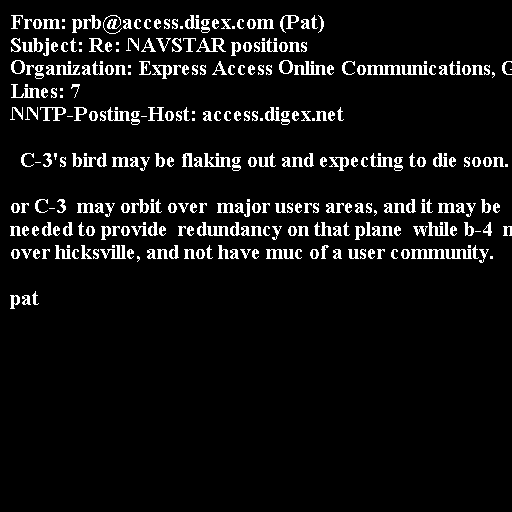 From: prb@access.digex.com (Pat)
Subject: Re: NAVSTAR positions
Organization: Express Access Online Communications, G
Lines: 7
NNTP-Posting-Host: access.digex.net
C-3's bird may be flaking out and expecting to die soon.
or C-3  may orbit over  major users areas, and it may be
needed to provide  redundancy on that plane  while b-4
over hicksville, and not have muc of a user community.
pat